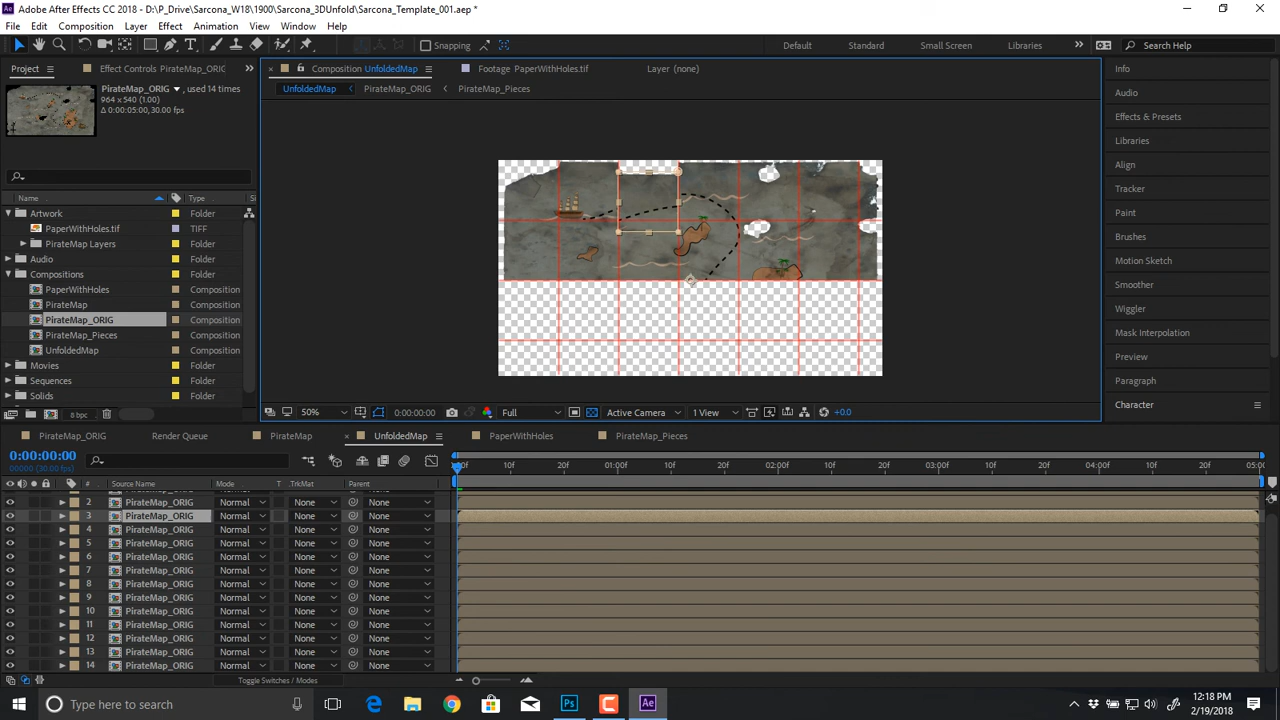 Adobe After Effects CC 2018 - D:\P_Drive\Sarcona_W18\1900\Sarcona_3DUnfold\Sarcona_Template_001.aep *
File Edit Composition Layer Effect Animation View Window Help
Snapping Default Standard Small Screen Libraries Search Help
Project Effect Controls PirateMap_ORIG Composition UnfoldedMap Footage PaperWithHoles.tif Layer (none) Info
PirateMap_ORIG , used 14 times UnfoldedMap PirateMap_ORIG PirateMap_Pieces Audio
964 x 540 (1.00)
Δ 0:00:05:00, 30.00 fps
Effects & Presets
Libraries
Align
Tracker
Name Type
Artwork Folder Paint
PaperWithHoles.tif TIFF Brushes
PirateMap Layers Folder
Audio Folder Motion Sketch
Compositions Folder
PaperWithHoles Composition Smoother
PirateMap Composition Wiggler
PirateMap_ORIG Composition
PirateMap_Pieces Composition Mask Interpolation
UnfoldedMap Composition Preview
Movies Folder
Sequences Folder Paragraph
Solids Folder
8 bpc 50% 0:00:00:00 Full Active Camera 1 View +0.0 Character
PirateMap_ORIG Render Queue PirateMap UnfoldedMap PaperWithHoles PirateMap_Pieces
0:00:00:00
00000 (30.00 fps)
:00f 10f 20f 01:00f 10f 20f 02:00f 10f 20f 03:00f 10f 20f 04:00f 10f 20f 05:00
# Source Name Mode T .TrkMat Parent
2 PirateMap_ORIG Normal None None
3 PirateMap_ORIG Normal None None
4 PirateMap_ORIG Normal None None
5 PirateMap_ORIG Normal None None
6 PirateMap_ORIG Normal None None
7 PirateMap_ORIG Normal None None
8 PirateMap_ORIG Normal None None
9 PirateMap_ORIG Normal None None
10 PirateMap_ORIG Normal None None
11 PirateMap_ORIG Normal None None
12 PirateMap_ORIG Normal None None
13 PirateMap_ORIG Normal None None
14 PirateMap_ORIG Normal None None
Toggle Switches / Modes
Type here to search
12:18 PM
2/19/2018